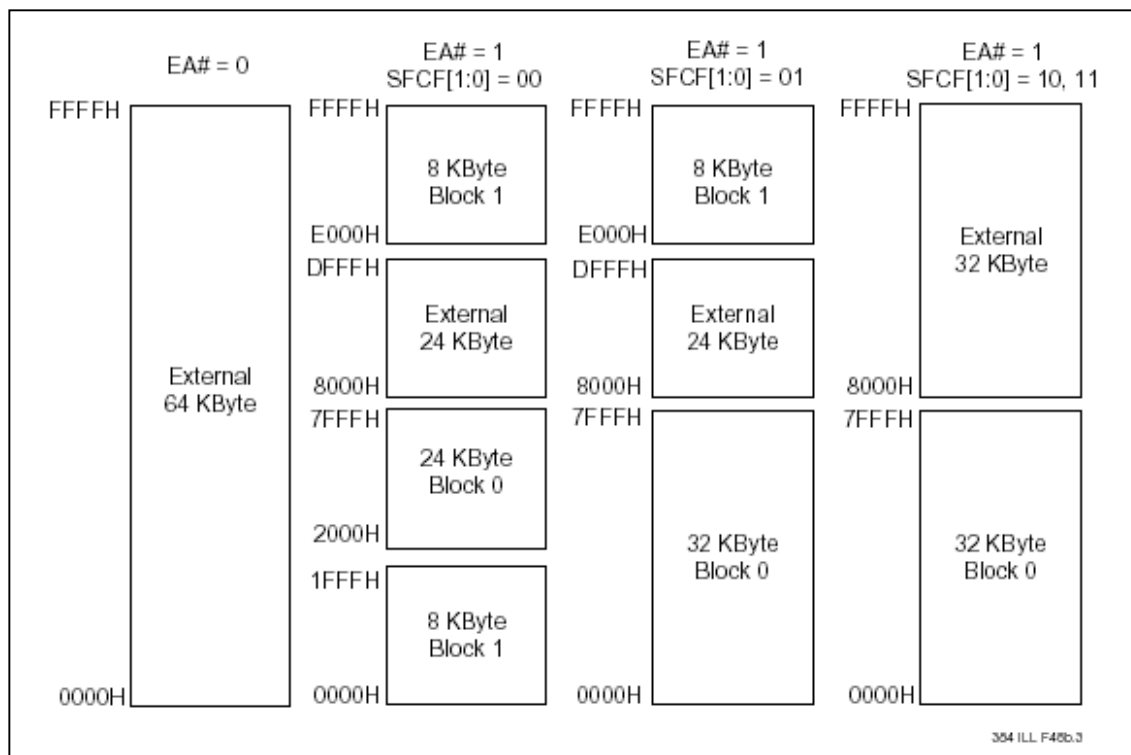 EA# = 0
FFFFH
External
64 KByte
0000H
EA# = 1
SFCF[1:0] = 00
FFFFH
8 KByte
Block 1
E000H
DFFFH
External
24 KByte
8000H
7FFFH
24 KByte
Block 0
2000H
1FFFH
8 KByte
Block 1
0000H
EA# = 1
SFCF[1:0] = 01
FFFFH
8 KByte
Block 1
E000H
DFFFH
External
24 KByte
8000H
7FFFH
32 KByte
Block 0
0000H
EA# = 1
SFCF[1:0] = 10, 11
FFFFH
External
32 KByte
8000H
7FFFH
32 KByte
Block 0
0000H
384 ILL F48b.3